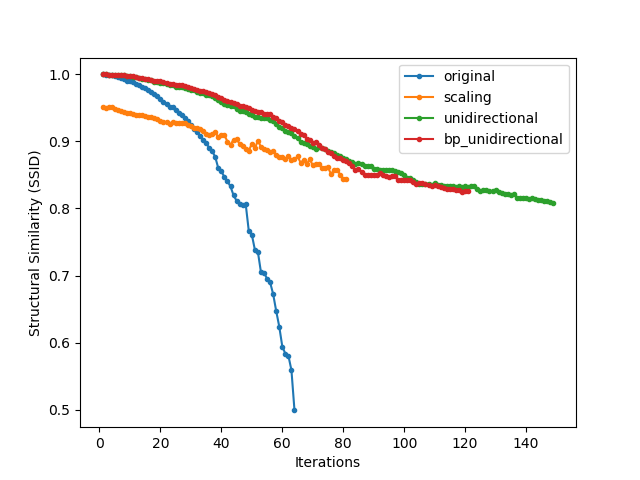 original
scaling
unidirectional
bp_unidirectional
1.0
0.9
0.8
0.7
0.6
0.5
Structural Similarity (SSID)
0 20 40 60 80 100 120 140
Iterations